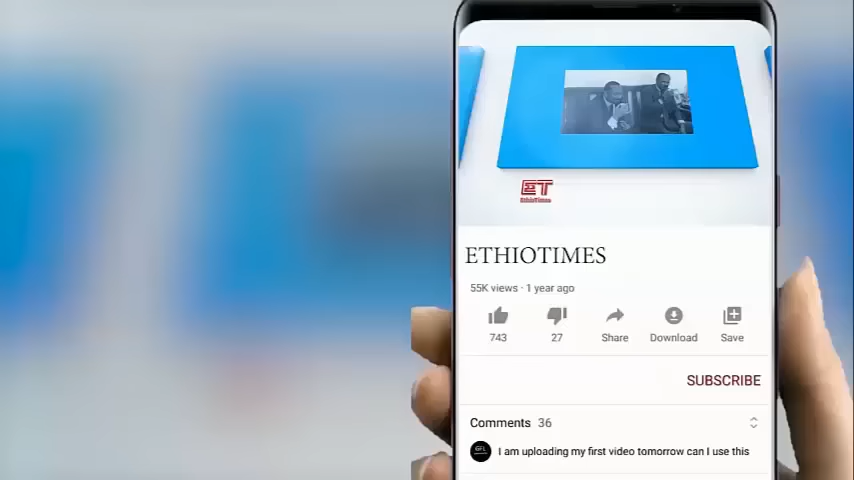 ET
EthioTimes
ETHIOTIMES
55K views · 1 year ago
743
27
Share
Download
Save
SUBSCRIBE
Comments 36
GFL
I am uploading my first video tomorrow can I use this